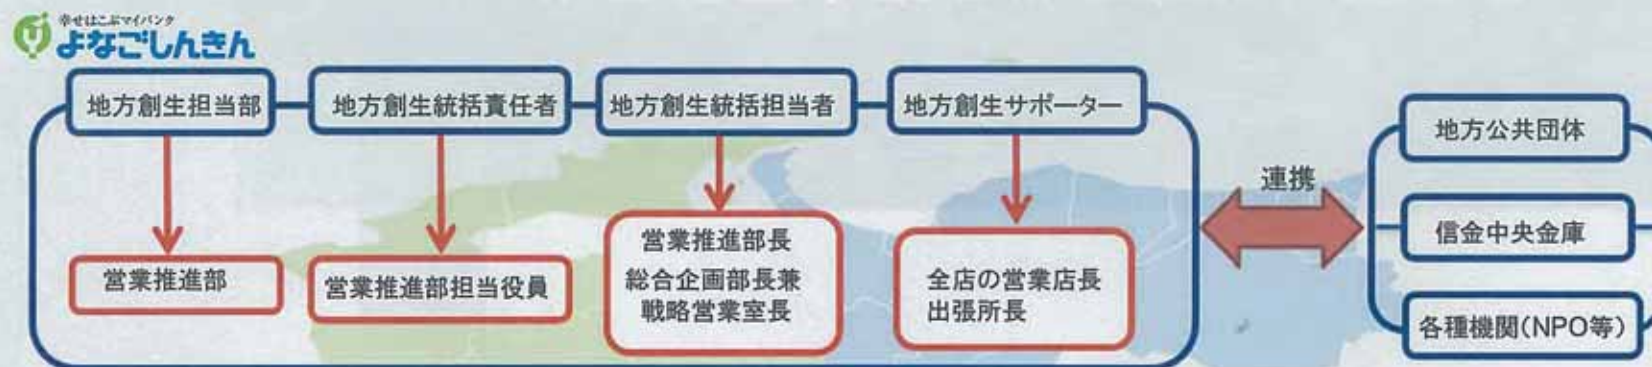 幸せはこぶマイバンク
よなごしんきん
地方創生担当部
地方創生統括責任者
地方創生統括担当者
地方創生サポーター
営業推進部
営業推進部担当役員
営業推進部長
総合企画部長兼
戦略営業室長
全店の営業店長
出張所長
連携
地方公共団体
信金中央金庫
各種機関(NPO等)